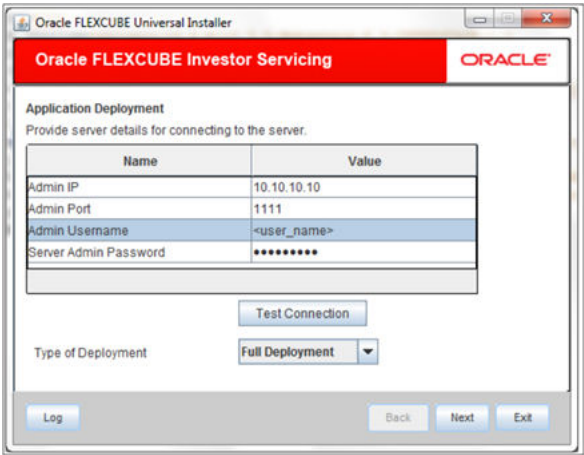 Oracle FLEXCUBE Universal Installer
Oracle FLEXCUBE Investor Servicing
ORACLE
Application Deployment
Provide server details for connecting to the server.
Name Value
Admin IP 10.10.10.10
Admin Port 1111
Admin Username <user_name>
Server Admin Password •••••••••
Test Connection
Type of Deployment Full Deployment
Log Back Next Exit